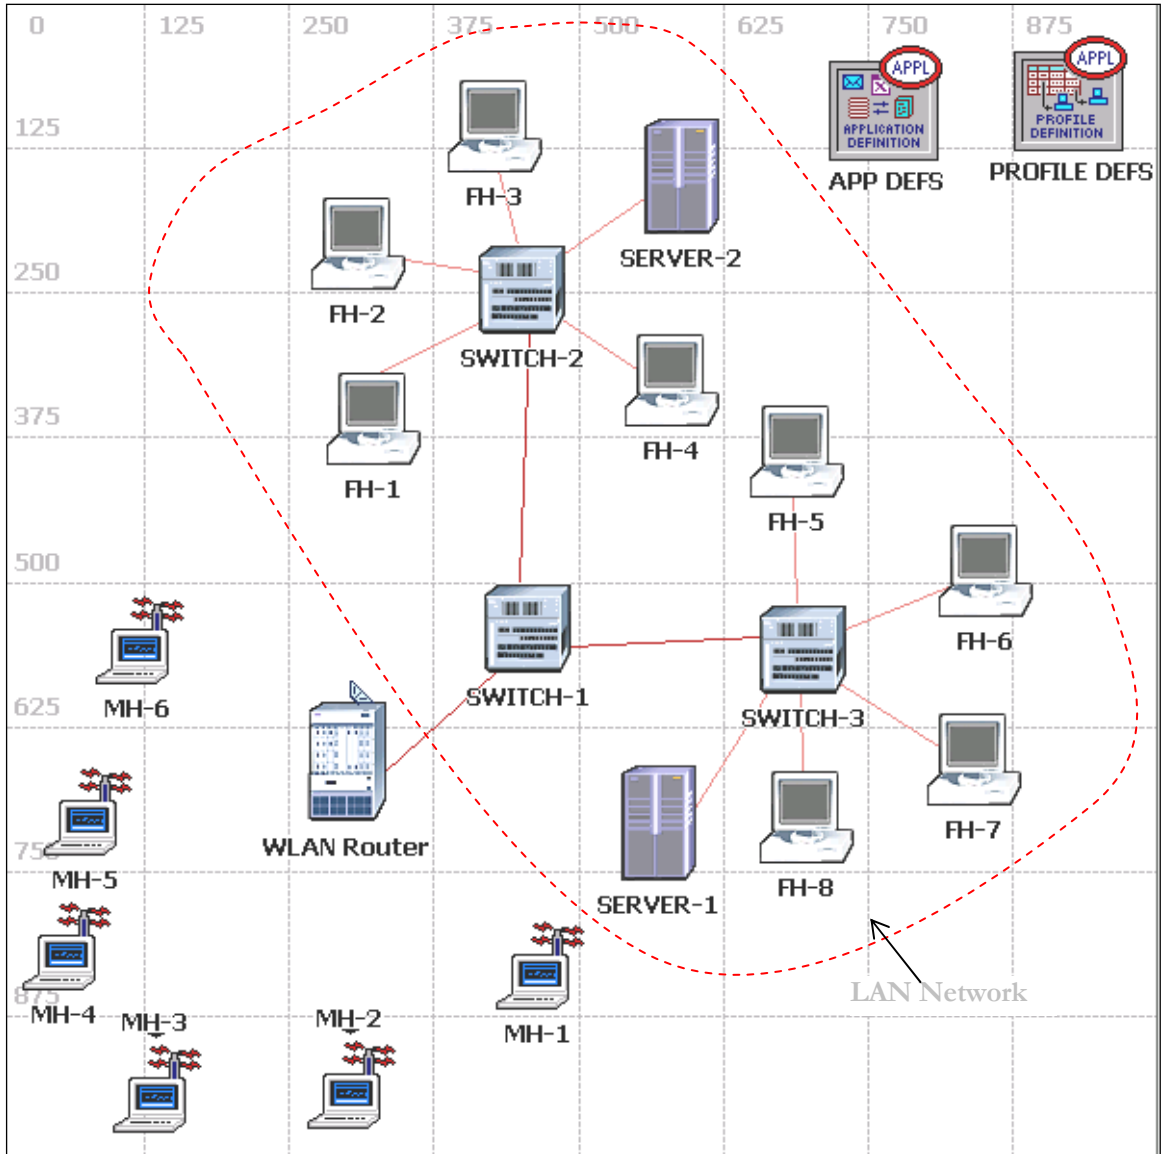 0 125 250 375 500 625 750 875
APPL
APPL
APPLICATION
DEFINITION
PROFILE
DEFINITION
125
APP DEFS
PROFILE DEFS
FH-3
SERVER-2
250
FH-2
SWITCH-2
375
FH-4
FH-1
FH-5
500
FH-6
SWITCH-1
MH-6
625
SWITCH-3
FH-7
WLAN Router
750
MH-5
FH-8
SERVER-1
LAN Network
875
MH-4
MH-3
MH-2
MH-1